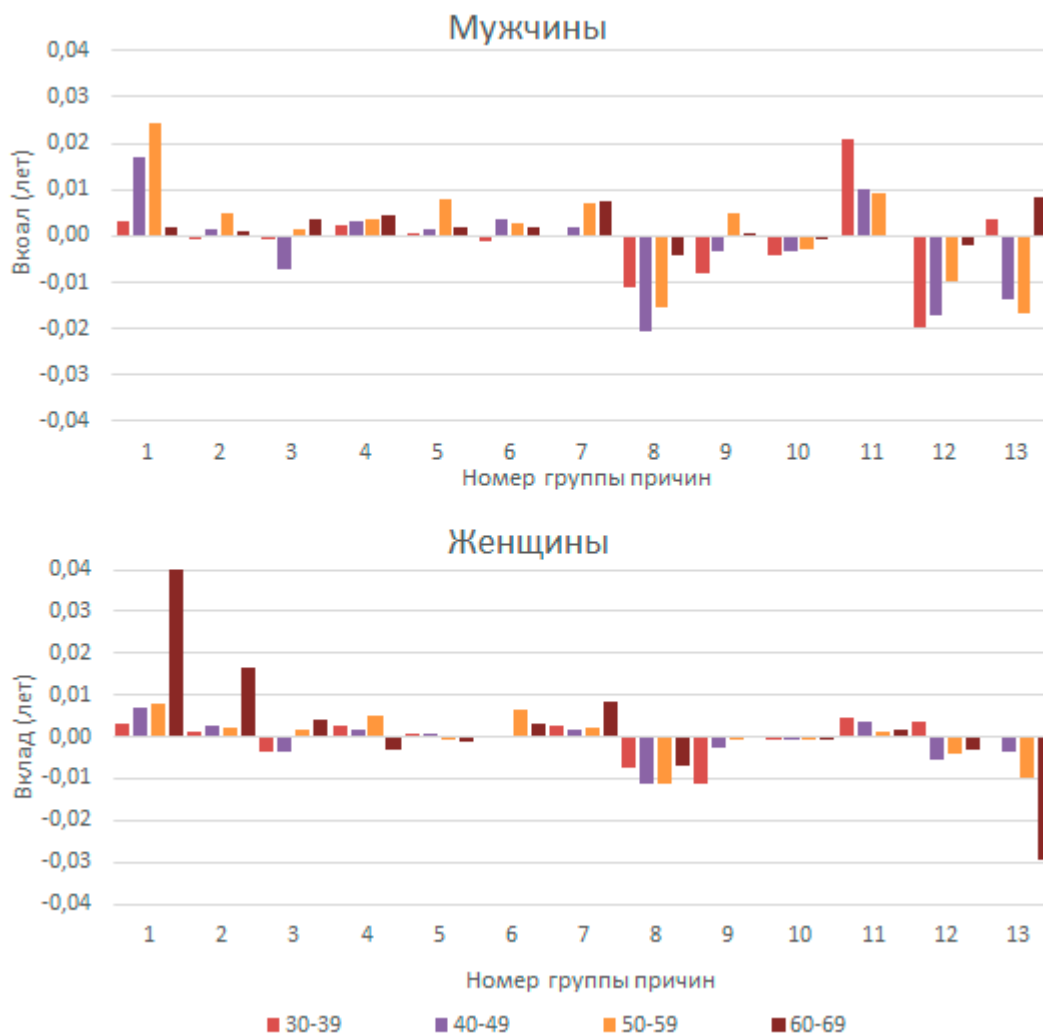 Мужчины
0,04
0,03
0,02
0,01
0,00
-0,01
-0,02
-0,03
-0,04
Вкоал (лет)
1 2 3 4 5 6 7 8 9 10 11 12 13
Номер группы причин
Женщины
0,04
0,03
0,02
0,01
0,00
-0,01
-0,02
-0,03
-0,04
Вклад (лет)
1 2 3 4 5 6 7 8 9 10 11 12 13
Номер группы причин
30-39 40-49 50-59 60-69